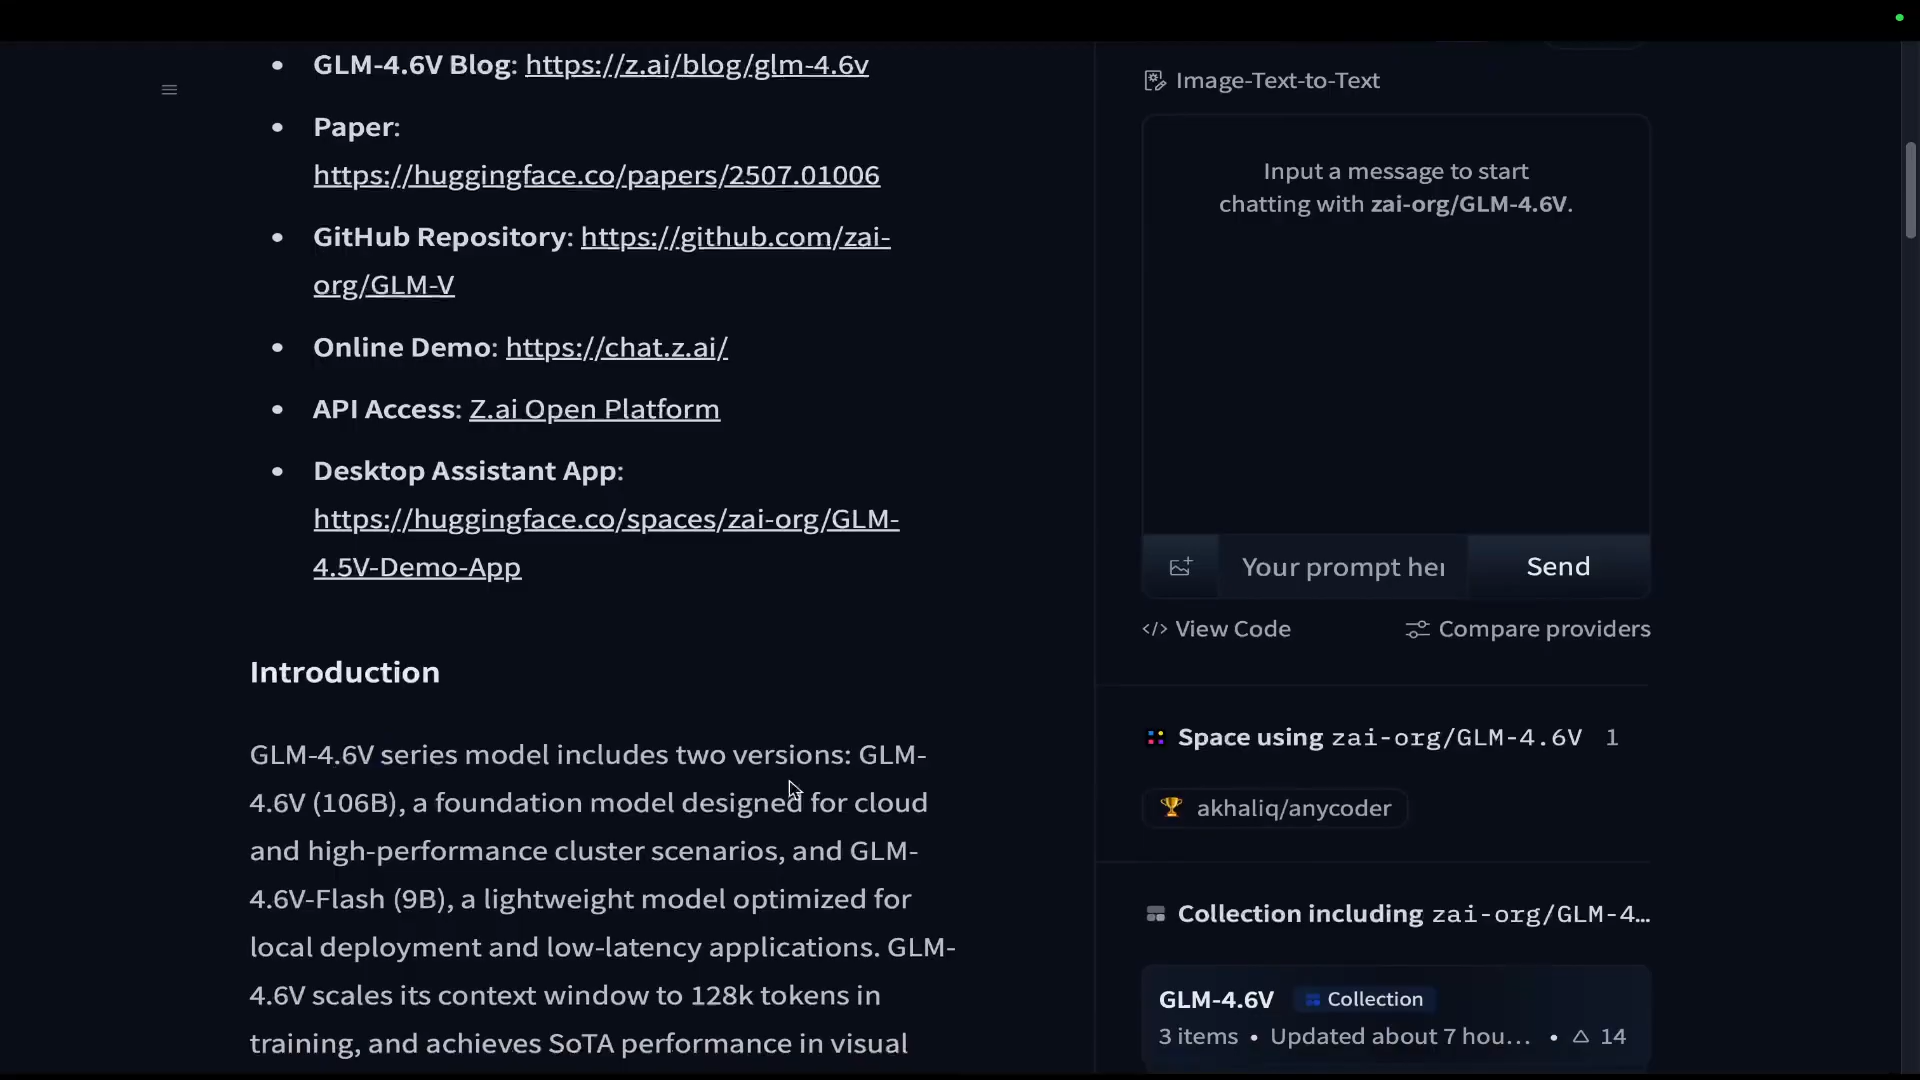 GLM-4.6V Blog: https://z.ai/blog/glm-4.6v
Paper:
https://huggingface.co/papers/2507.01006
GitHub Repository: https://github.com/zai-
org/GLM-V
Online Demo: https://chat.z.ai/
API Access: Z.ai Open Platform
Desktop Assistant App:
https://huggingface.co/spaces/zai-org/GLM-
4.5V-Demo-App
Introduction
GLM-4.6V series model includes two versions: GLM-
4.6V (106B), a foundation model designed for cloud
and high-performance cluster scenarios, and GLM-
4.6V-Flash (9B), a lightweight model optimized for
local deployment and low-latency applications. GLM-
4.6V scales its context window to 128k tokens in
training, and achieves SoTA performance in visual
Image-Text-to-Text
Input a message to start
chatting with zai-org/GLM-4.6V.
Your prompt her
Send
</> View Code
Compare providers
Space using zai-org/GLM-4.6V 1
akhaliq/anycoder
Collection including zai-org/GLM-4…
GLM-4.6V Collection
3 items • Updated about 7 hou… • 14